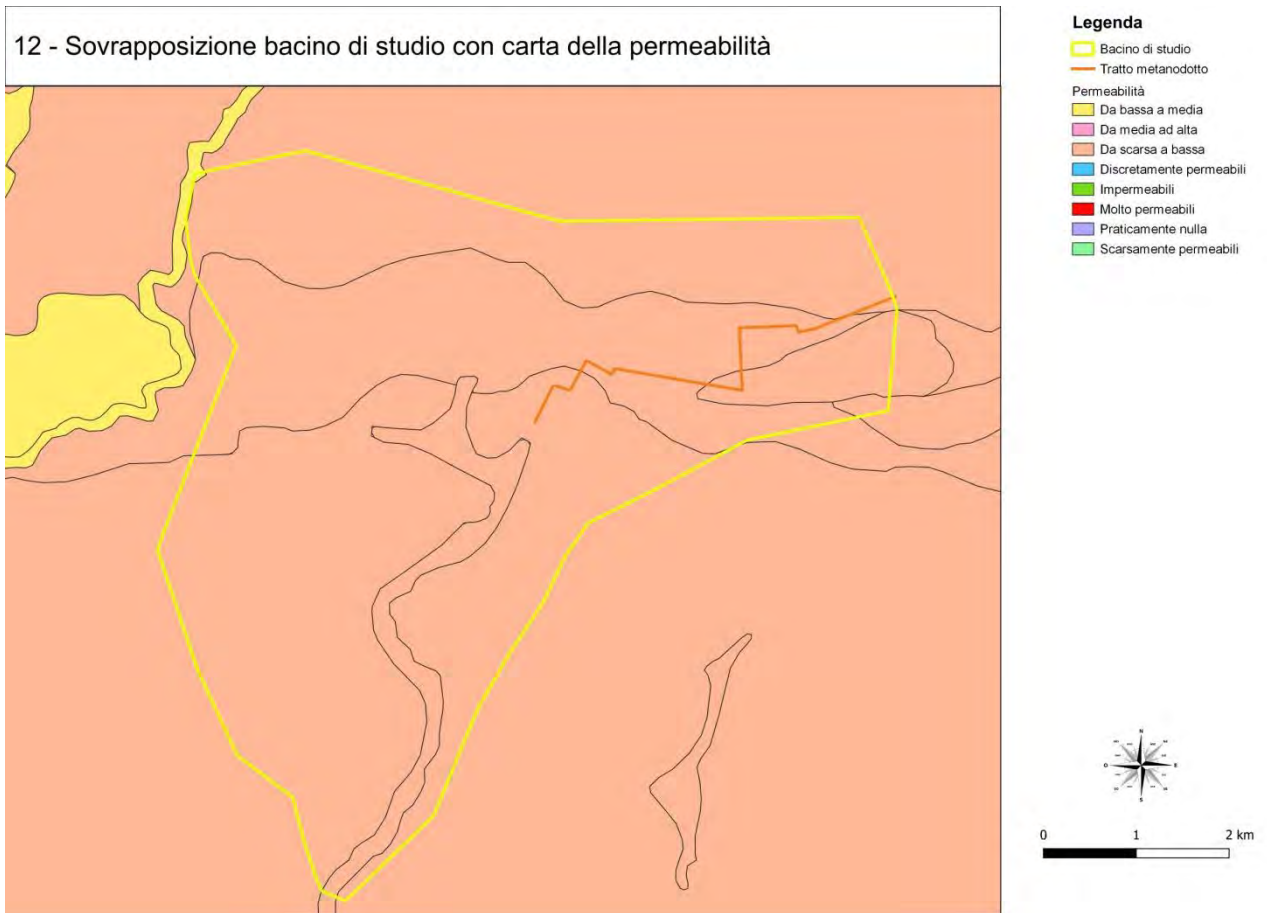 12 - Sovrapposizione bacino di studio con carta della permeabilità
Legenda
Bacino di studio
Tratto metanodotto
Permeabilità
Da bassa a media
Da media ad alta
Da scarsa a bassa
Discretamente permeabili
Impermeabili
Molto permeabili
Praticamente nulla
Scarsamente permeabili
N
O
E
S
0 1 2 km